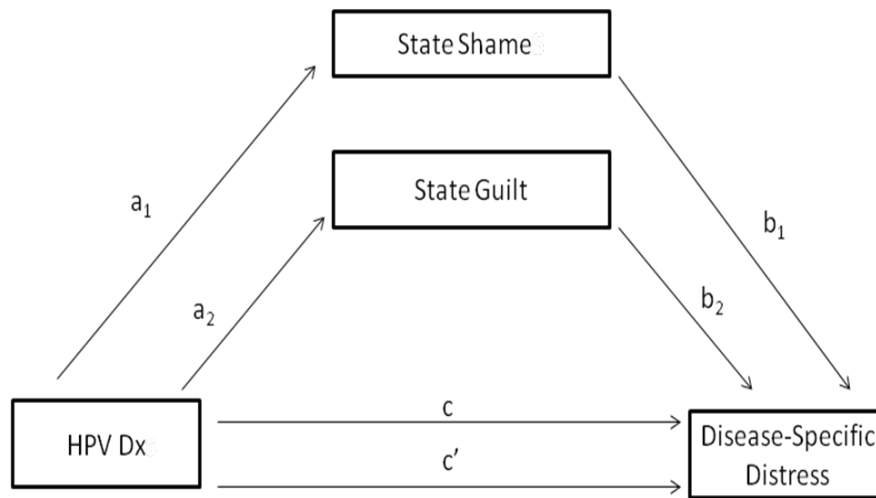 State Shame
State Guilt
a₁
b₁
a₂
b₂
HPV Dx
c
c’
Disease-Specific
Distress